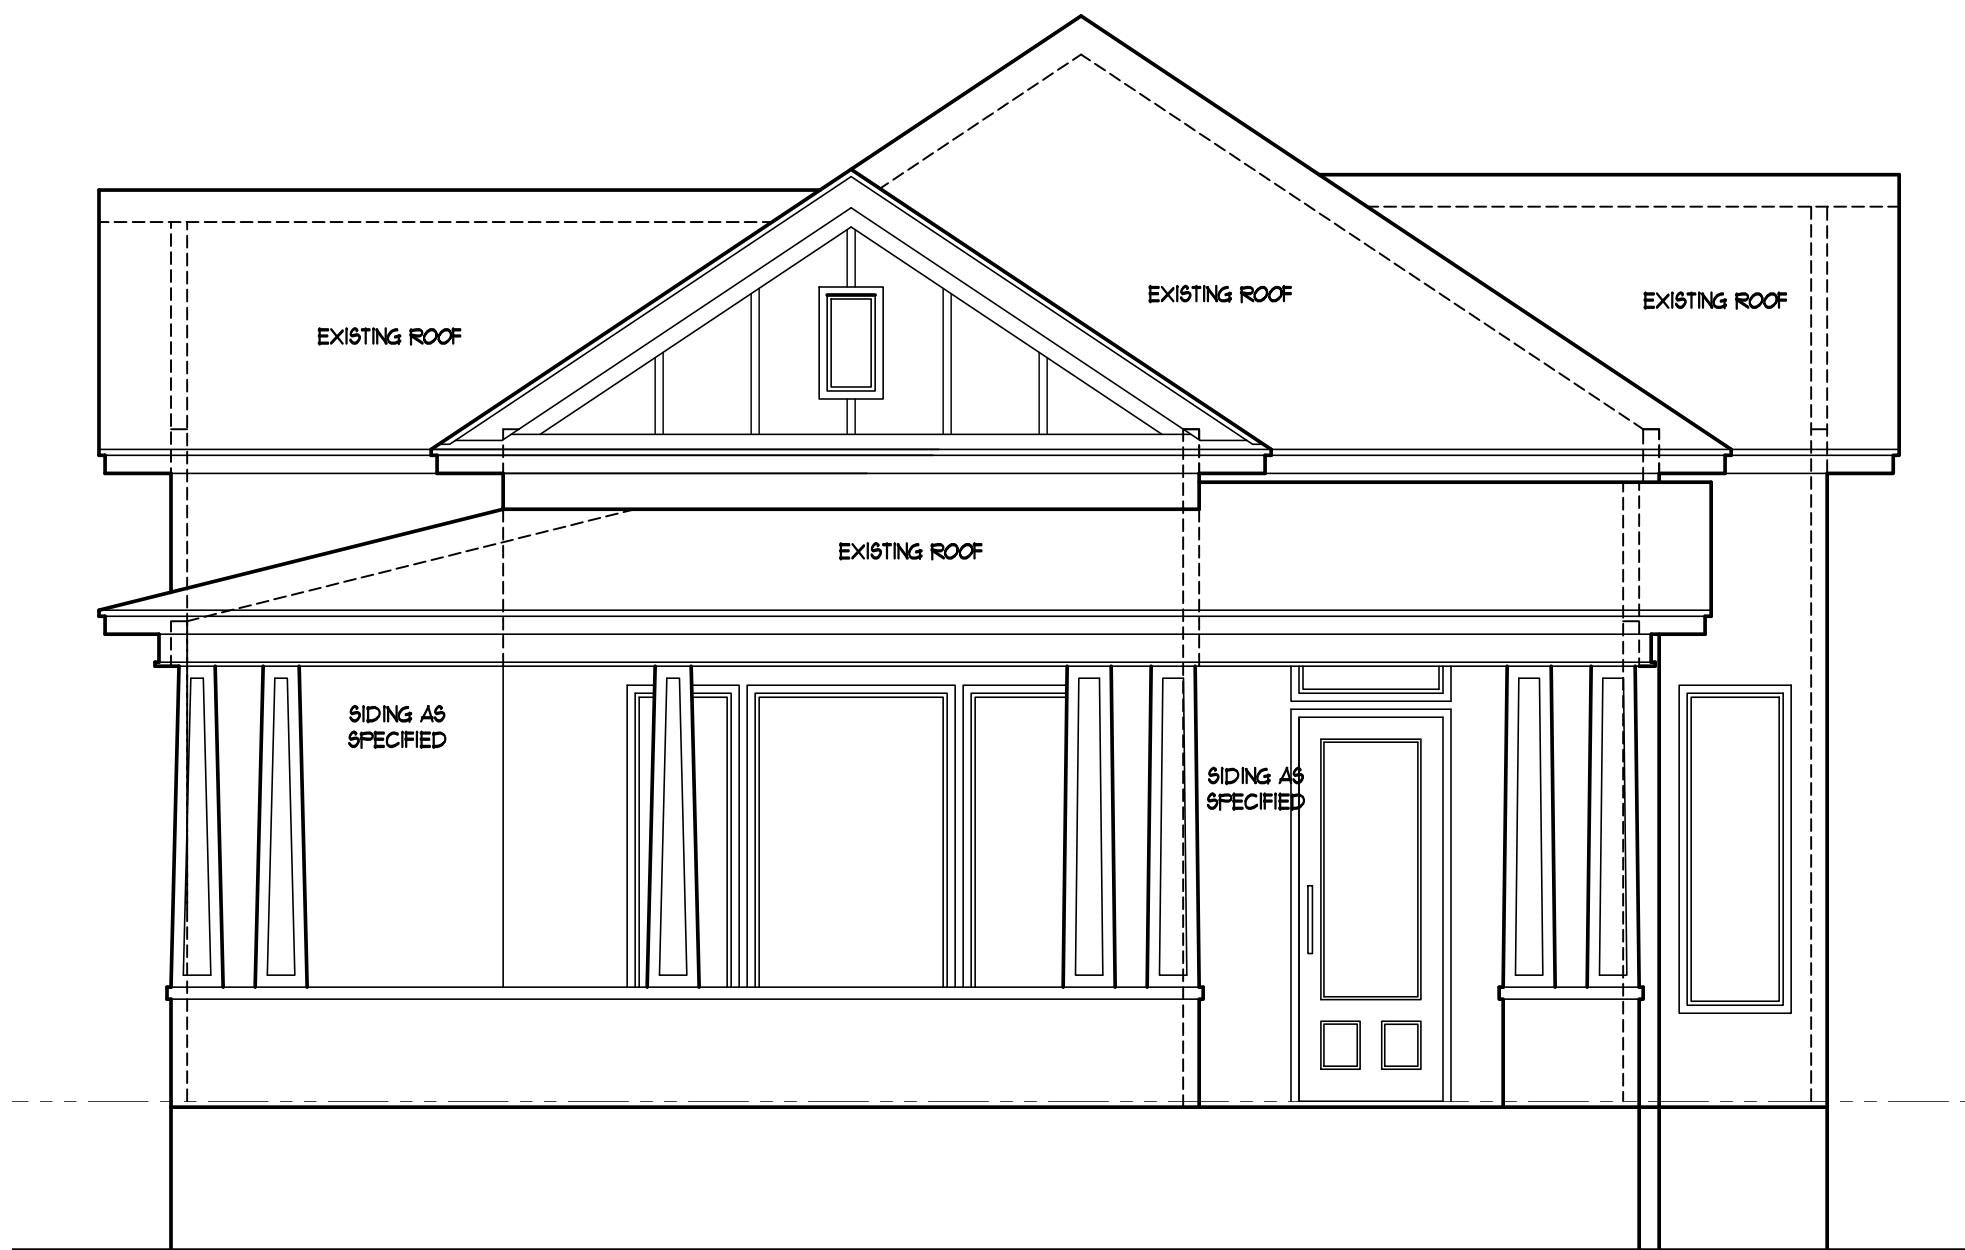 EXISTING ROOF
EXISTING ROOF
EXISTING ROOF
EXISTING ROOF
SIDING AS
SPECIFIED
SIDING AS
SPECIFIED